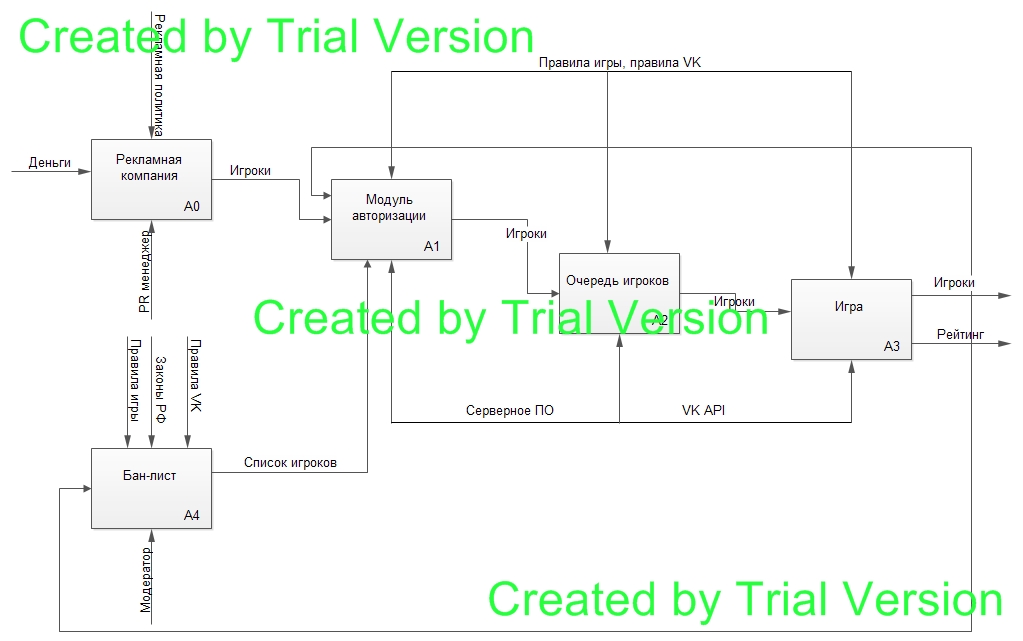 Created by Trial Version
Рекламная политика
Правила игры, правила VK
Деньги
Рекламная
компания
A0
Игроки
Модуль
авторизации
A1
PR менеджер
Игроки
Очередь игроков
A2
Игроки
Игра
A3
Игроки
Рейтинг
Created by Trial Version
Правила игры
Законы РФ
Правила VK
Серверное ПО
VK API
Бан-лист
A4
Список игроков
Модератор
Created by Trial Version